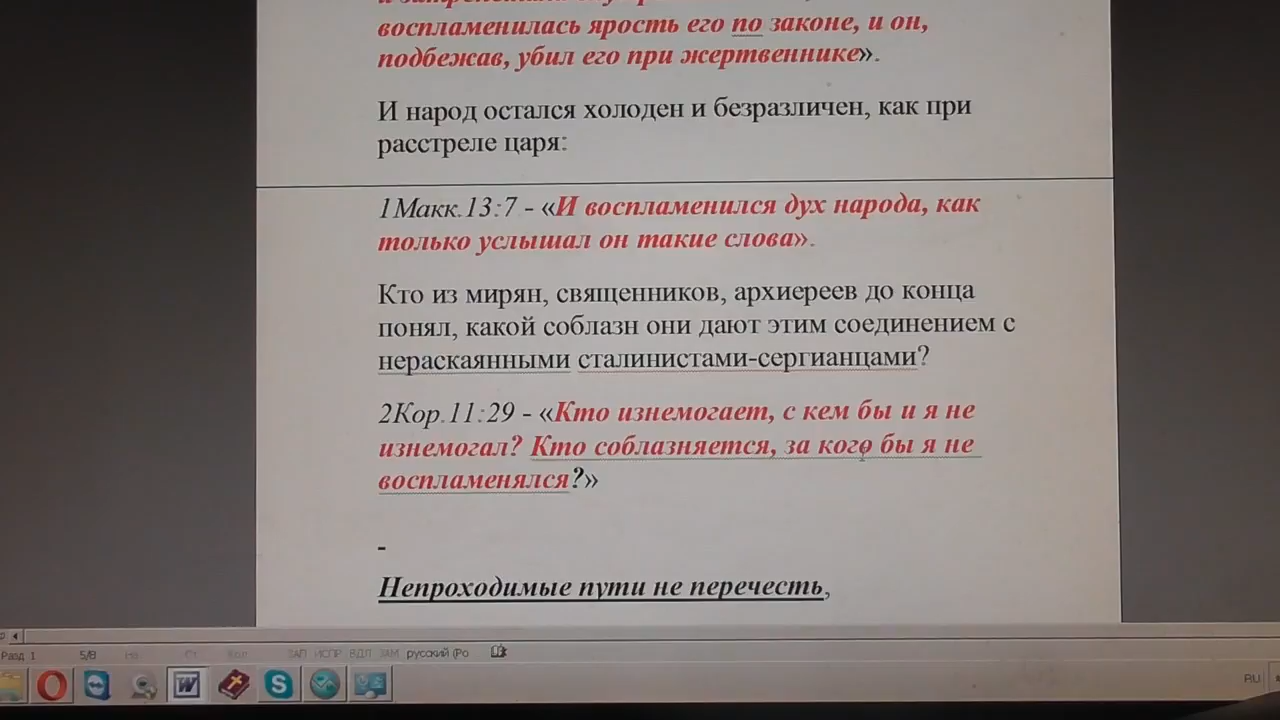 воспламенилась ярость его по законе, и он,
подбежав, убил его при жертвеннике».
И народ остался холоден и безразличен, как при
расстреле царя:
1Макк.13:7 - «И воспламенился дух народа, как
только услышал он такие слова».
Кто из мирян, священников, архиереев до конца
понял, какой соблазн они дают этим соединением с
нераскаянными сталинистами-сергианцами?
2Кор.11:29 - «Кто изнемогает, с кем бы и я не
изнемогал? Кто соблазняется, за кого бы я не
воспламенялся?»
-
Непроходимые пути не перечесть,
Разд 1 5/8 На Ст Кол ЗАП ИСПР ВДЛ ЗАМ русский (Ро
W S RU